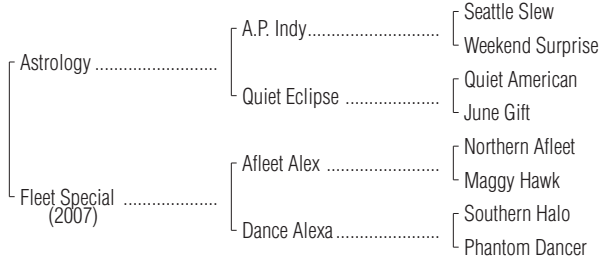 Seattle Slew
A.P. Indy
Weekend Surprise
Astrology
Quiet American
Quiet Eclipse
June Gift
Northern Afleet
Afleet Alex
Maggy Hawk
Fleet Special
(2007)
Southern Halo
Dance Alexa
Phantom Dancer